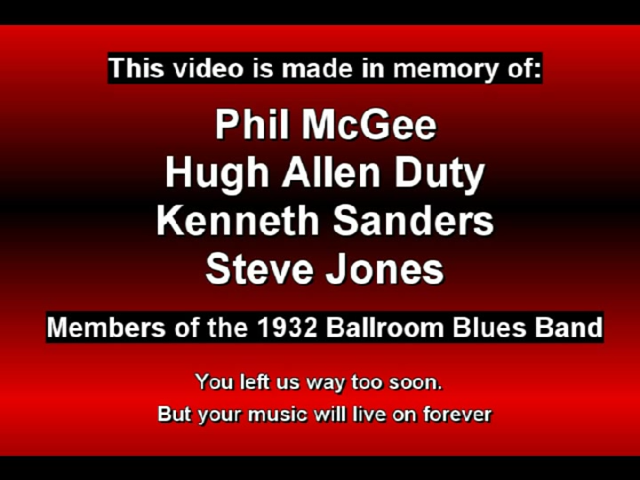 This video is made in memory of:
Phil McGee
Hugh Allen Duty
Kenneth Sanders
Steve Jones
Members of the 1932 Ballroom Blues Band
You left us way too soon.
But your music will live on forever